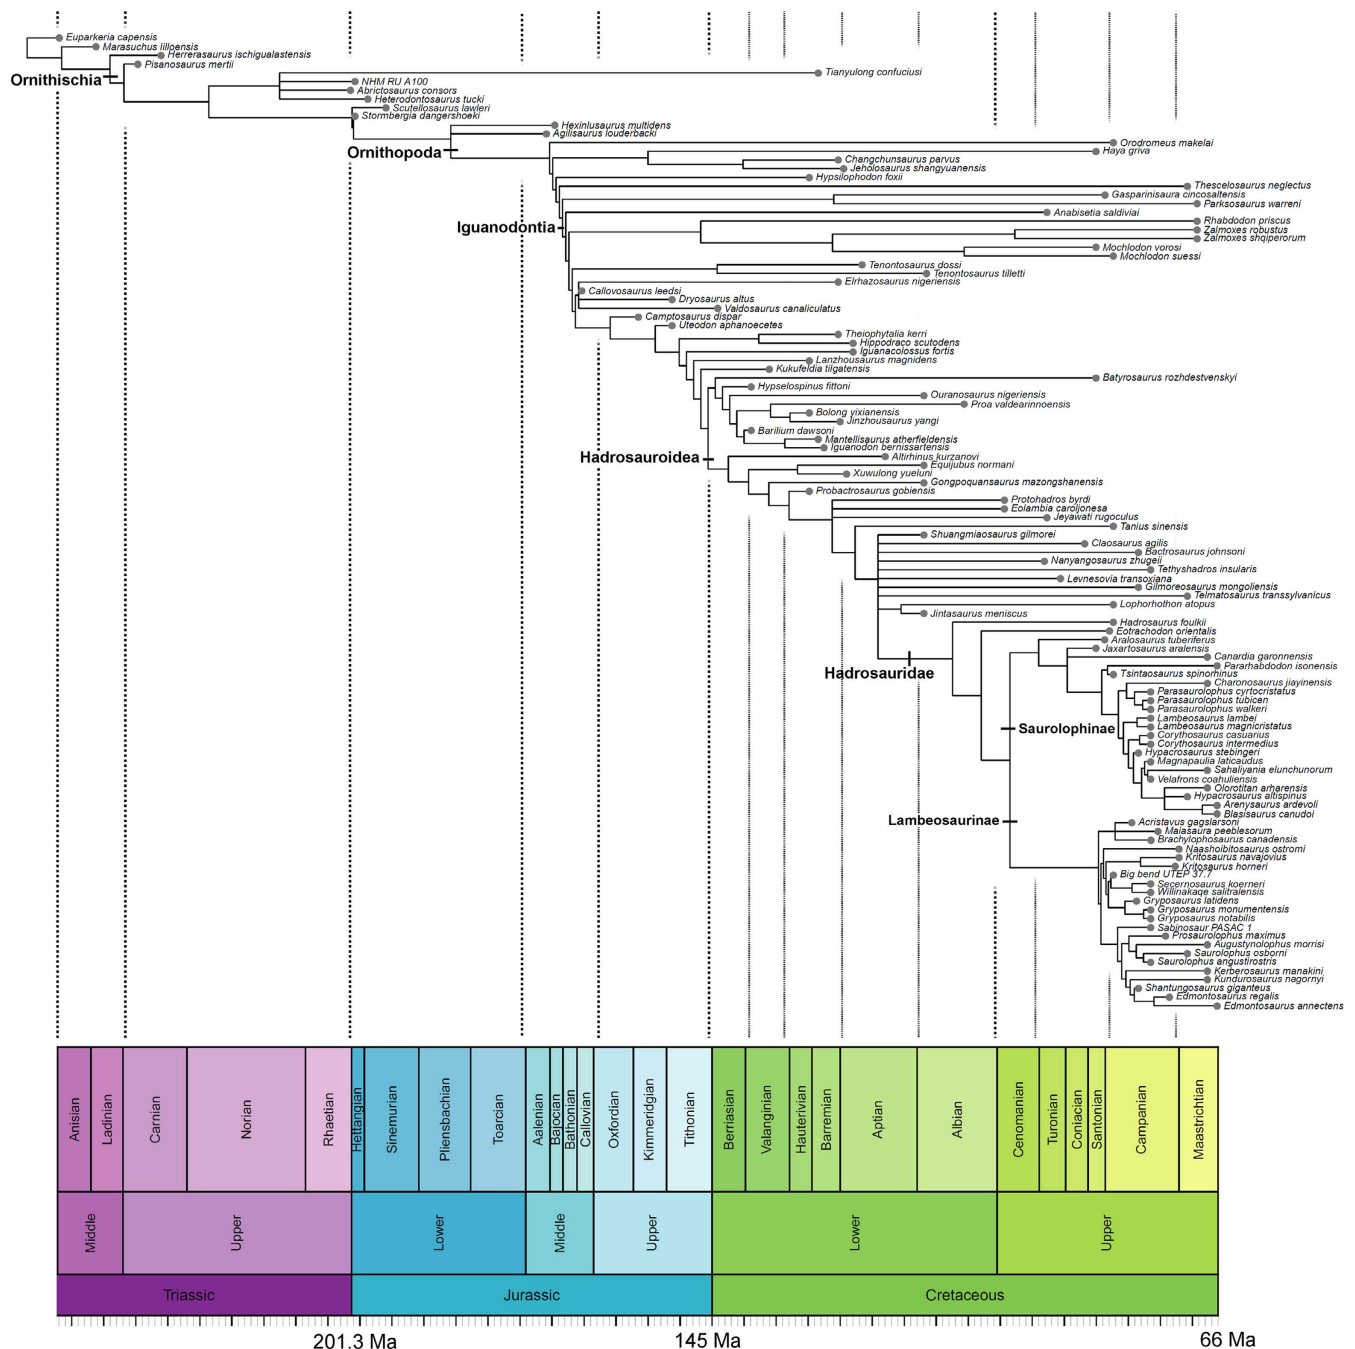 Euparkeria capensis
Marasuchus lilloensis
Herrerasaurus ischigualastensis
Pisanosaurus mertii
Tianyulong confuciusi
Ornithischia
NHM RU A100
Abrictosaurus consors
Heterodontosaurus tucki
Scutellosaurus lawleri
Stormbergia dangershoeki
Hexinlusaurus multidens
Agilisaurus louderbacki
Orodromeus makelai
Ornithopoda
Haya griva
Changchunsaurus parvus
Jeholosaurus shangyuanensis
Hypsilophodon foxii
Thescelosaurus neglectus
Gasparinisaura cincosaltensis
Parksosaurus warreni
Anabisetia saldiviai
Rhabdodon priscus
Iguanodontia
Zalmoxes robustus
Zalmoxes shqiperorum
Mochlodon vorosi
Mochlodon suessi
Tenontosaurus dossi
Tenontosaurus tilletti
Elrhazosaurus nigeriensis
Callovosaurus leedsi
Dryosaurus altus
Valdosaurus canaliculatus
Camptosaurus dispar
Uteodon aphanoecetes
Theiophytalia kerri
Hippodraco scutodens
Iguanacolossus fortis
Lanzhousaurus magnidens
Kukufeldia tilgatensis
Batyrosaurus rozhdestvenskyi
Hypselospinus fittoni
Ouranosaurus nigeriensis
Proa valdearinnoensis
Bolong yixianensis
Jinzhousaurus yangi
Barilium dawsoni
Mantellisaurus atherfieldensis
Iguanodon bernissartensis
Hadrosauroidea
Altirhinus kurzanovi
Equijubus normani
Xuwulong yueluni
Gongpoquansaurus mazongshanensis
Probactrosaurus gobiensis
Protohadros byrdi
Eolambia caroljonesa
Jeyawati rugoculus
Tanius sinensis
Shuangmiaosaurus gilmorei
Claosaurus agilis
Bactrosaurus johnsoni
Nanyangosaurus zhugeii
Tethyshadros insularis
Levnesovia transoxiana
Gilmoreosaurus mongoliensis
Telmatosaurus transsylvanicus
Lophorhothon atopus
Jintasaurus meniscus
Hadrosaurus foulkii
Eotrachodon orientalis
Aralosaurus tuberiferus
Jaxartosaurus aralensis
Canardia garonnensis
Pararhabdodon isonensis
Hadrosauridae
Tsintaosaurus spinorhinus
Charonosaurus jiayinensis
Parasaurolophus cyrtocristatus
Parasaurolophus tubicen
Parasaurolophus walkeri
Lambeosaurus lambei
Saurolophinae
Lambeosaurus magnicristatus
Corythosaurus casuarius
Corythosaurus intermedius
Hypacrosaurus stebingeri
Magnapaulia laticaudus
Sahaliyania elunchunorum
Velafrons coahuliensis
Olorotitan arharensis
Hypacrosaurus altispinus
Arenysaurus ardevoli
Blasisaurus canudoi
Lambeosaurinae
Acristavus gagslarsoni
Maiasaura peeblesorum
Brachylophosaurus canadensis
Naashoibitosaurus ostromi
Kritosaurus navajovius
Kritosaurus horneri
Big bend UTEP 37.7
Secernosaurus koerneri
Willinakaqe salitralensis
Gryposaurus latidens
Gryposaurus monumentensis
Gryposaurus notabilis
Sabinosaur PASAC 1
Prosaurolophus maximus
Augustynolophus morrisi
Saurolophus osborni
Saurolophus angustirostris
Kerberosaurus manakini
Kundurosaurus nagornyi
Shantungosaurus giganteus
Edmontosaurus regalis
Edmontosaurus annectens
Anisian
Ladinian
Carnian
Norian
Rhaetian
Hettangian
Sinemurian
Pliensbachian
Toarcian
Aalenian
Bajocian
Bathonian
Callovian
Oxfordian
Kimmeridgian
Tithonian
Berriasian
Valanginian
Hauterivian
Barremian
Aptian
Albian
Cenomanian
Turonian
Coniacian
Santonian
Campanian
Maastrichtian
Middle
Upper
Lower
Middle
Upper
Lower
Upper
Triassic
Jurassic
Cretaceous
201.3 Ma
145 Ma
66 Ma